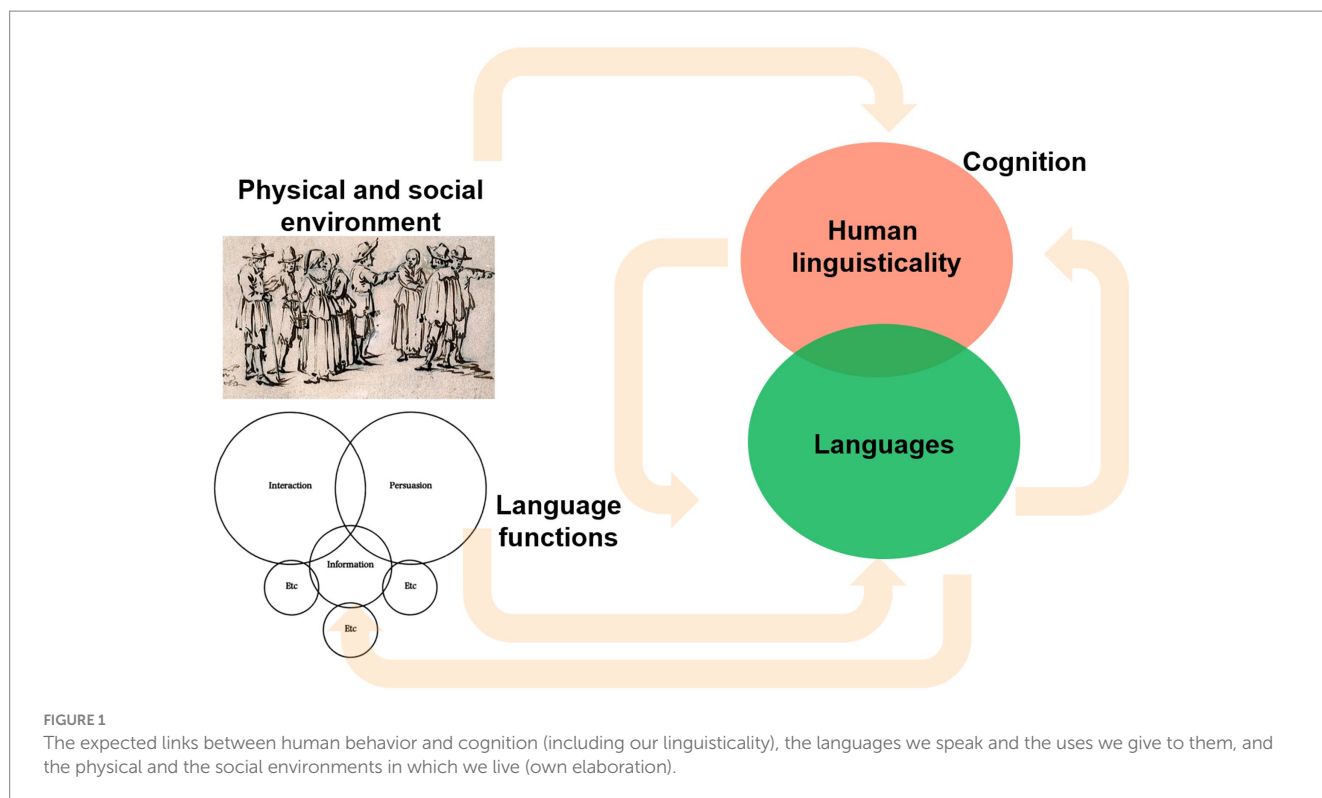 Physical and social
environment
Cognition
Human
linguisticality
Languages
Interaction
Persuasion
Language
functions
Information
Etc
Etc
Etc
FIGURE 1
The expected links between human behavior and cognition (including our linguisticality), the languages we speak and the uses we give to them, and
the physical and the social environments in which we live (own elaboration).